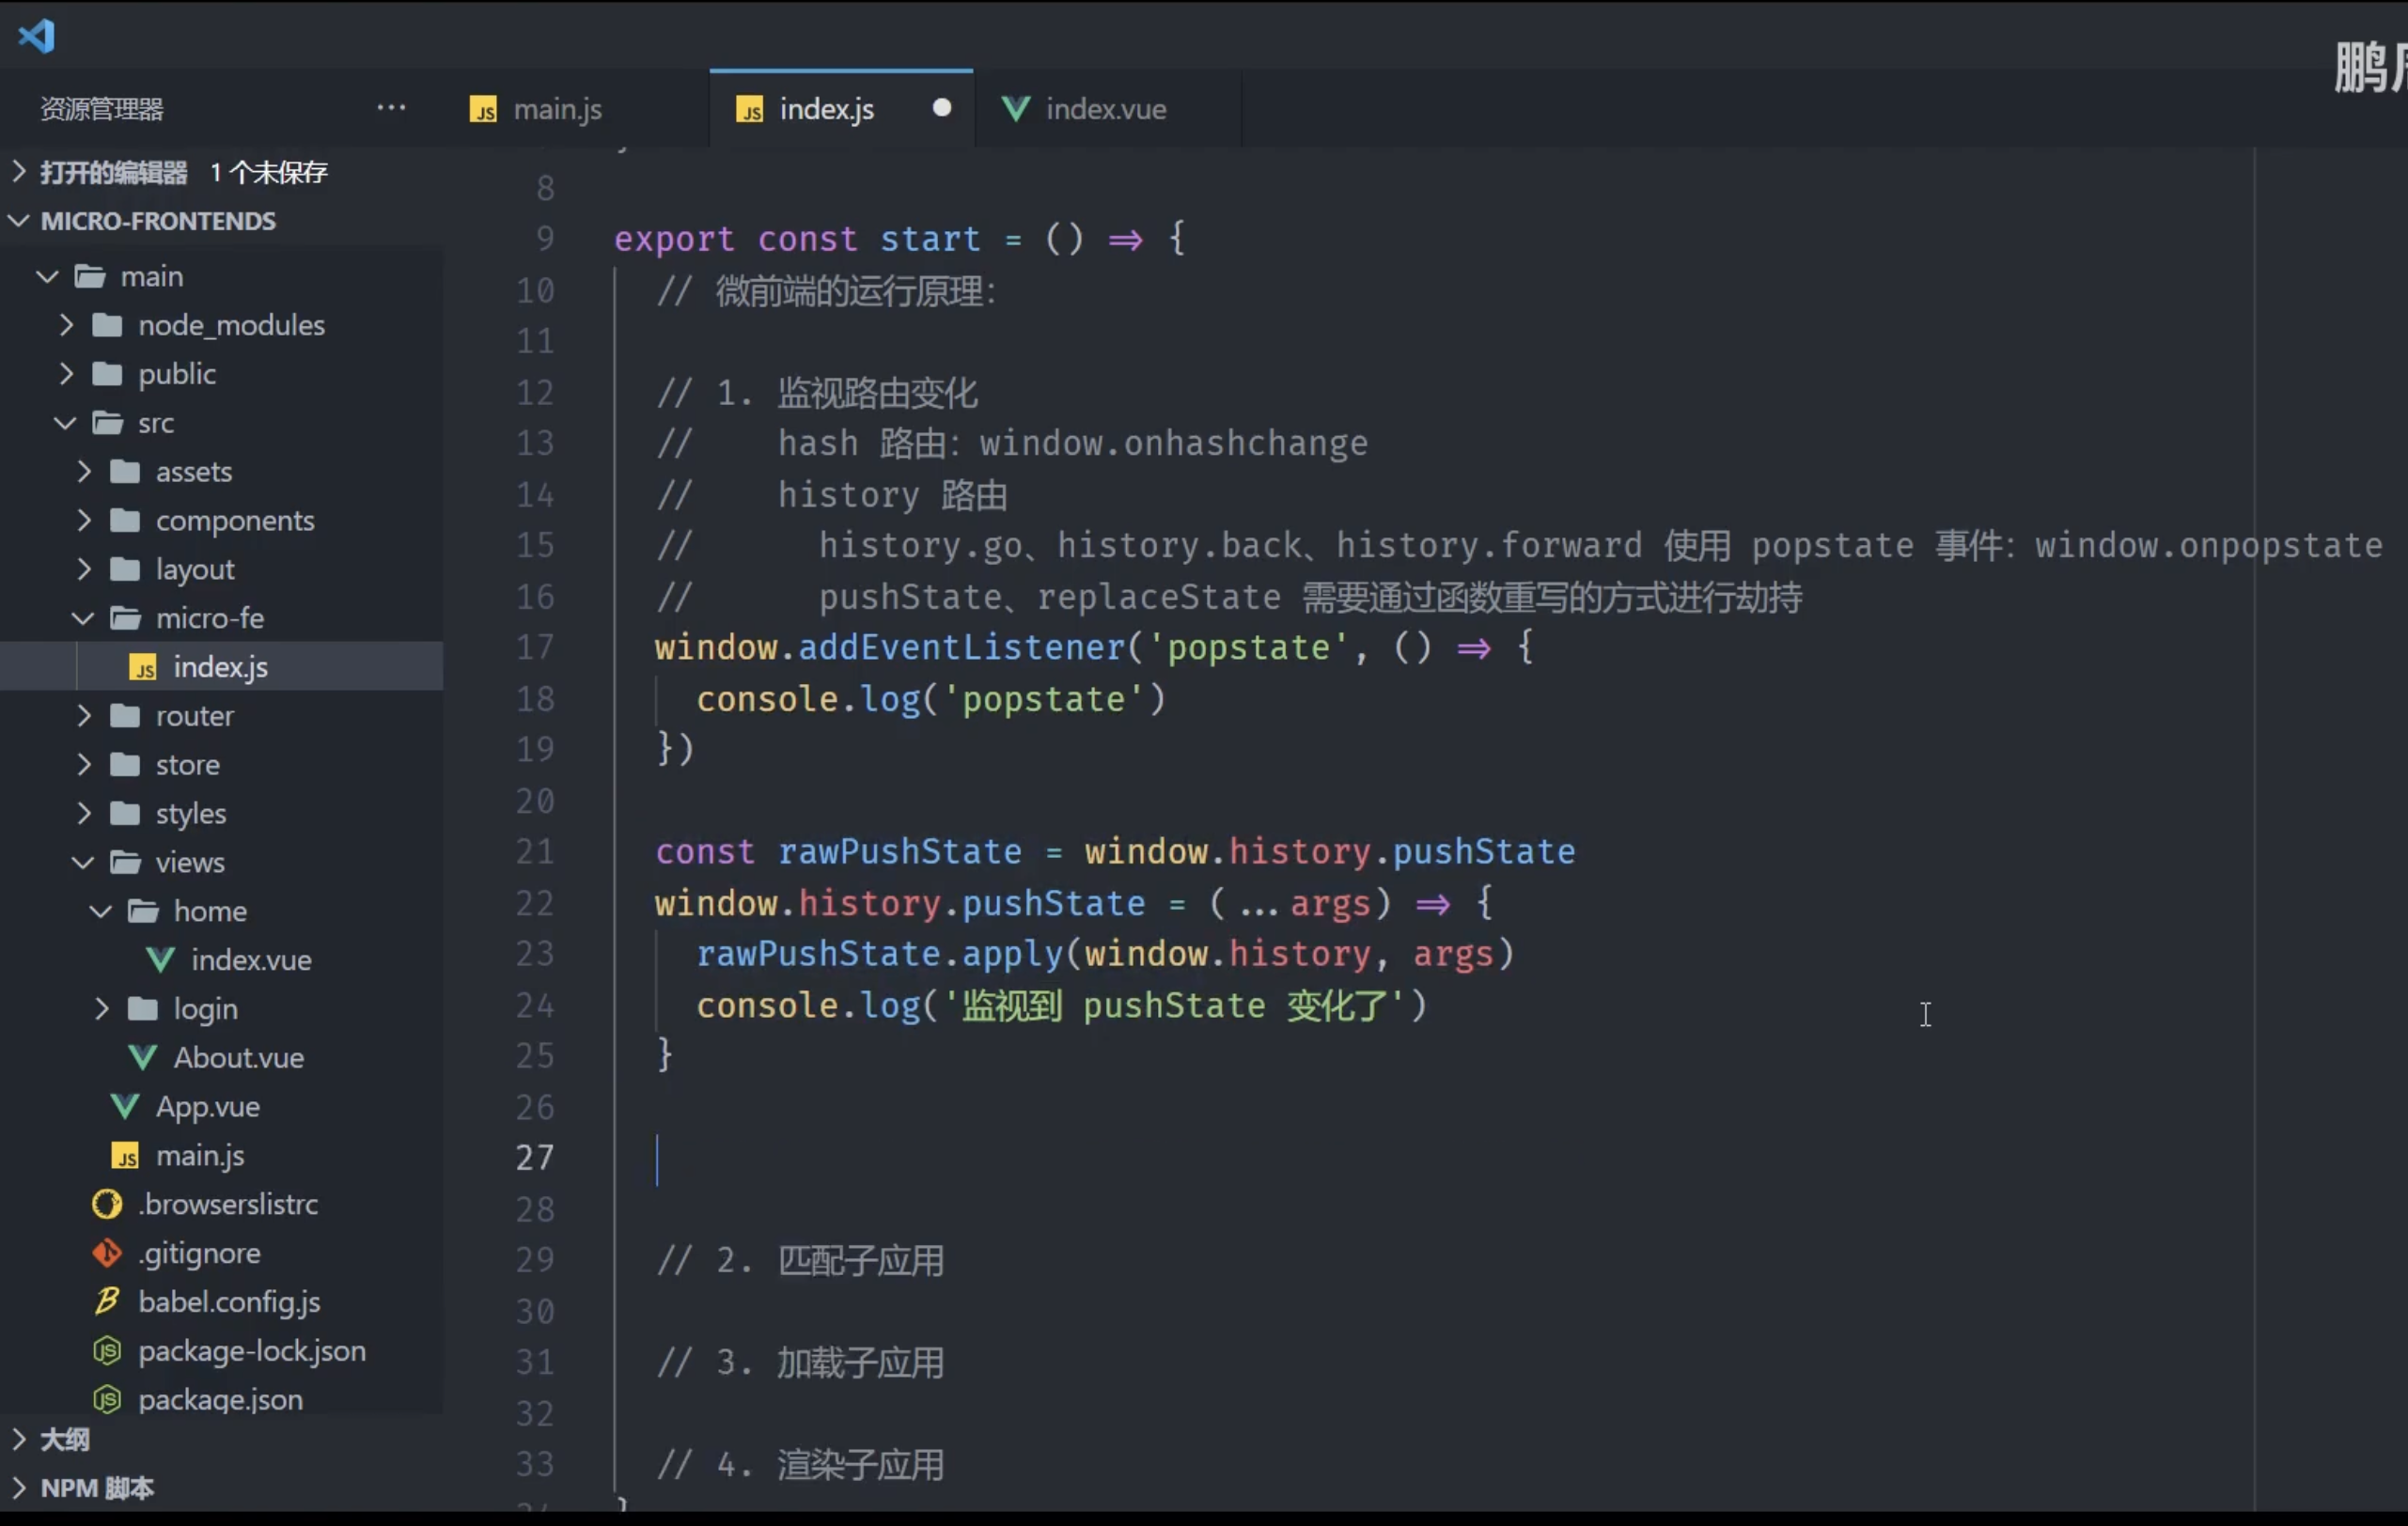 鹏
资源管理器 ···
main.js
index.js
index.vue
打开的编辑器 1 个未保存
MICRO-FRONTENDS
main
node_modules
public
src
assets
components
layout
micro-fe
index.js
router
store
styles
views
home
index.vue
login
About.vue
App.vue
main.js
.browserslistrc
.gitignore
babel.config.js
package-lock.json
package.json
大纲
NPM 脚本
8
9 export const start = () => {
10 // 微前端的运行原理：
11
12 // 1. 监视路由变化
13 // hash 路由：window.onhashchange
14 // history 路由
15 // history.go、history.back、history.forward 使用 popstate 事件：window.onpopstate
16 // pushState、replaceState 需要通过函数重写的方式进行劫持
17 window.addEventListener('popstate', () => {
18 console.log('popstate')
19 })
20
21 const rawPushState = window.history.pushState
22 window.history.pushState = (...args) => {
23 rawPushState.apply(window.history, args)
24 console.log('监视到 pushState 变化了')
25 }
26
27
28
29 // 2. 匹配子应用
30
31 // 3. 加载子应用
32
33 // 4. 渲染子应用